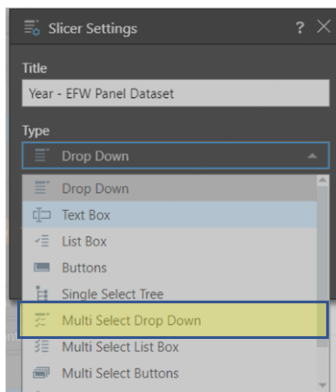 Slicer Settings ? ×
Title
Year - EFW Panel Dataset
Type
Drop Down
Drop Down
Text Box
List Box
Buttons
Single Select Tree
Multi Select Drop Down
Multi Select List Box
Multi Select Buttons